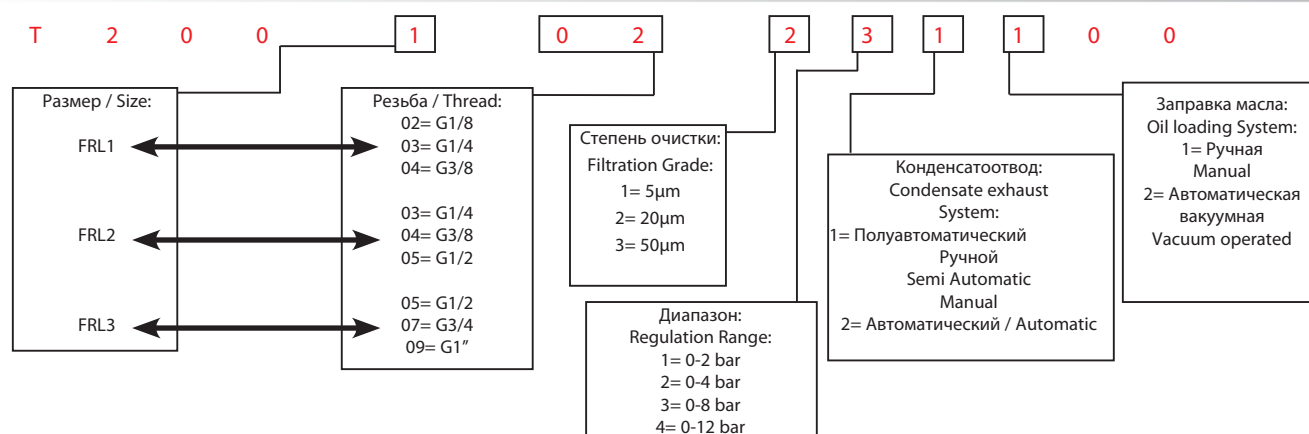 T 2 0 0 1 0 2 2 3 1 1 0 0
Размер / Size:
FRL1
FRL2
FRL3
Резьба / Thread:
02= G1/8
03= G1/4
04= G3/8
03= G1/4
04= G3/8
05= G1/2
05= G1/2
07= G3/4
09= G1″
Степень очистки:
Filtration Grade:
1= 5µm
2= 20µm
3= 50µm
Диапазон:
Regulation Range:
1= 0-2 bar
2= 0-4 bar
3= 0-8 bar
4= 0-12 bar
Конденсатоотвод:
Condensate exhaust
System:
1= Полуавтоматический
Ручной
Semi Automatic
Manual
2= Автоматический / Automatic
Заправка масла:
Oil loading System:
1= Ручная
Manual
2= Автоматическая
вакуумная
Vacuum operated